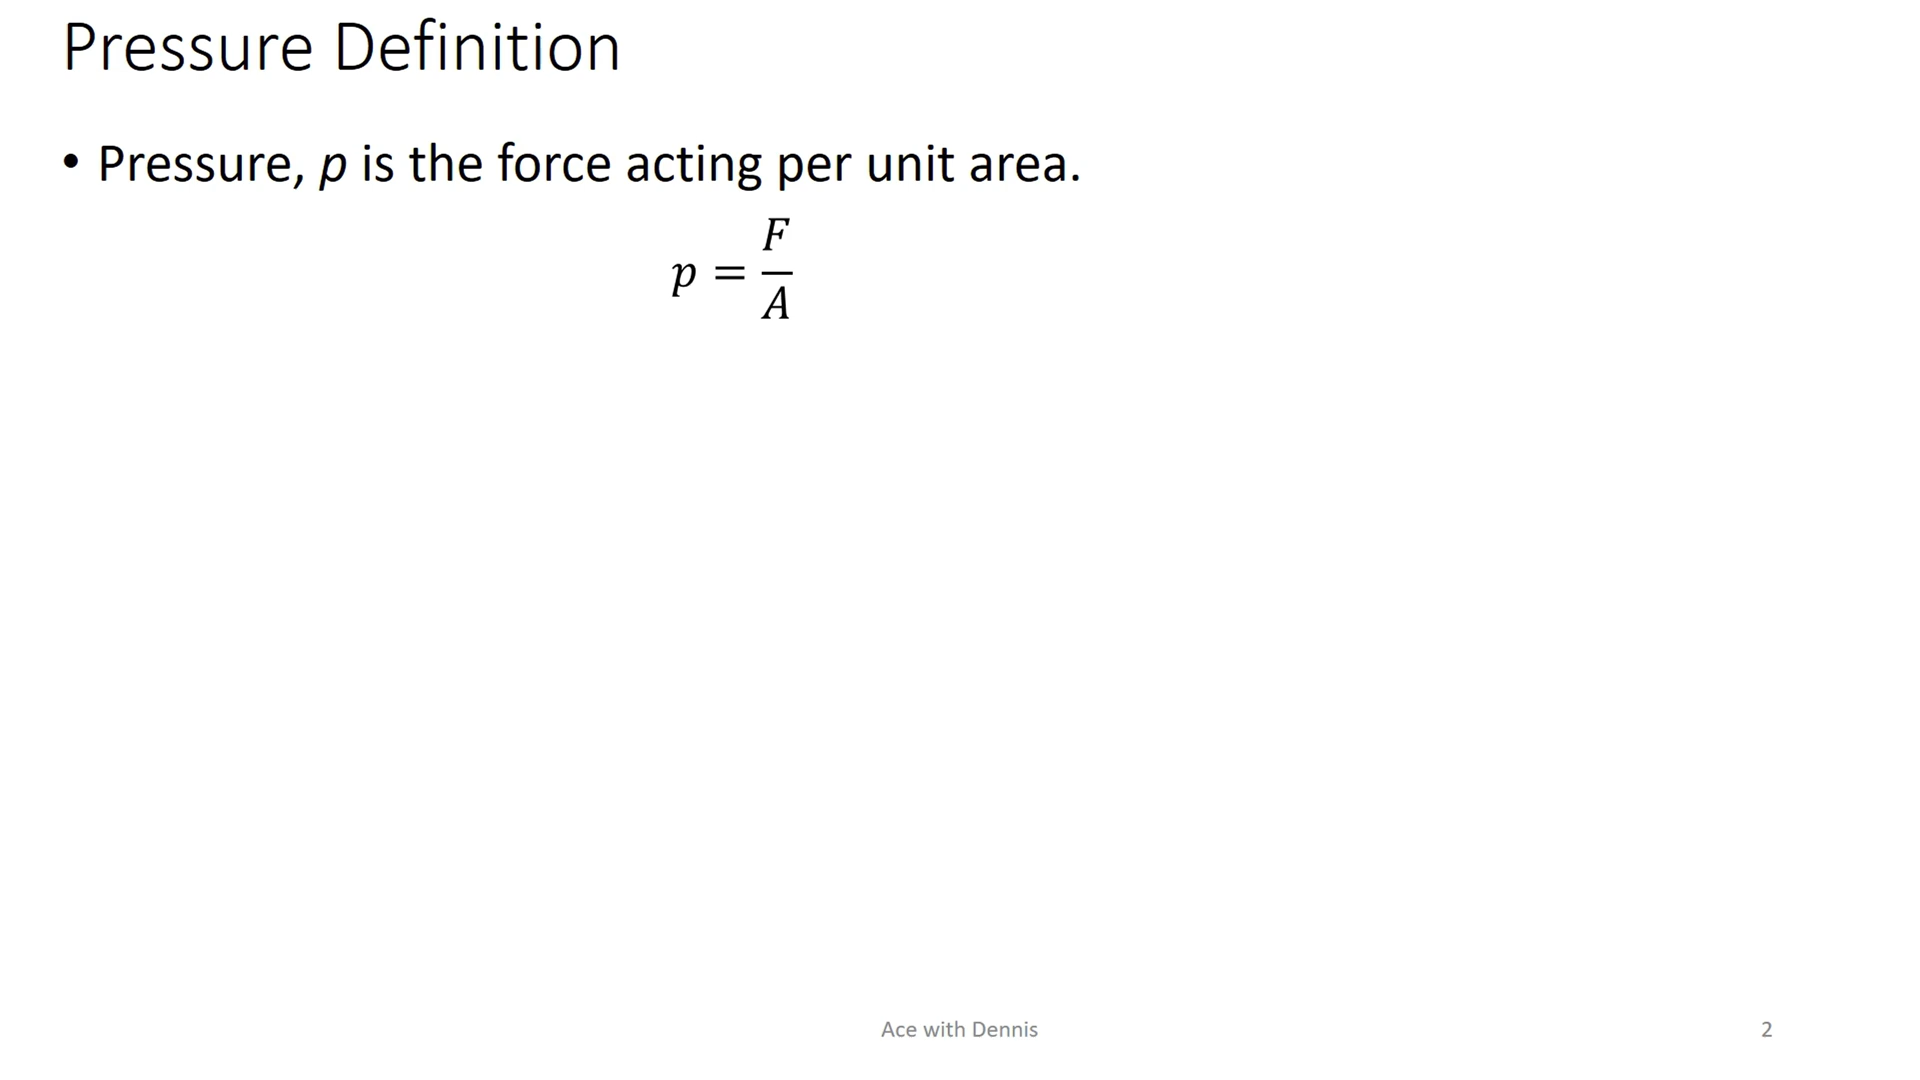 Pressure Definition
• Pressure, p is the force acting per unit area.
p = F/A
Ace with Dennis
2